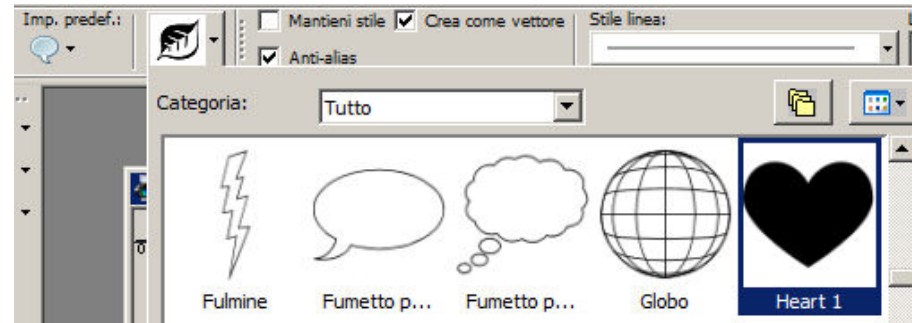 Imp. predef.:
Mantieni stile Crea come vettore
Stile linea:
Anti-alias
Categoria:
Tutto
Fulmine
Fumetto p...
Fumetto p...
Globo
Heart 1